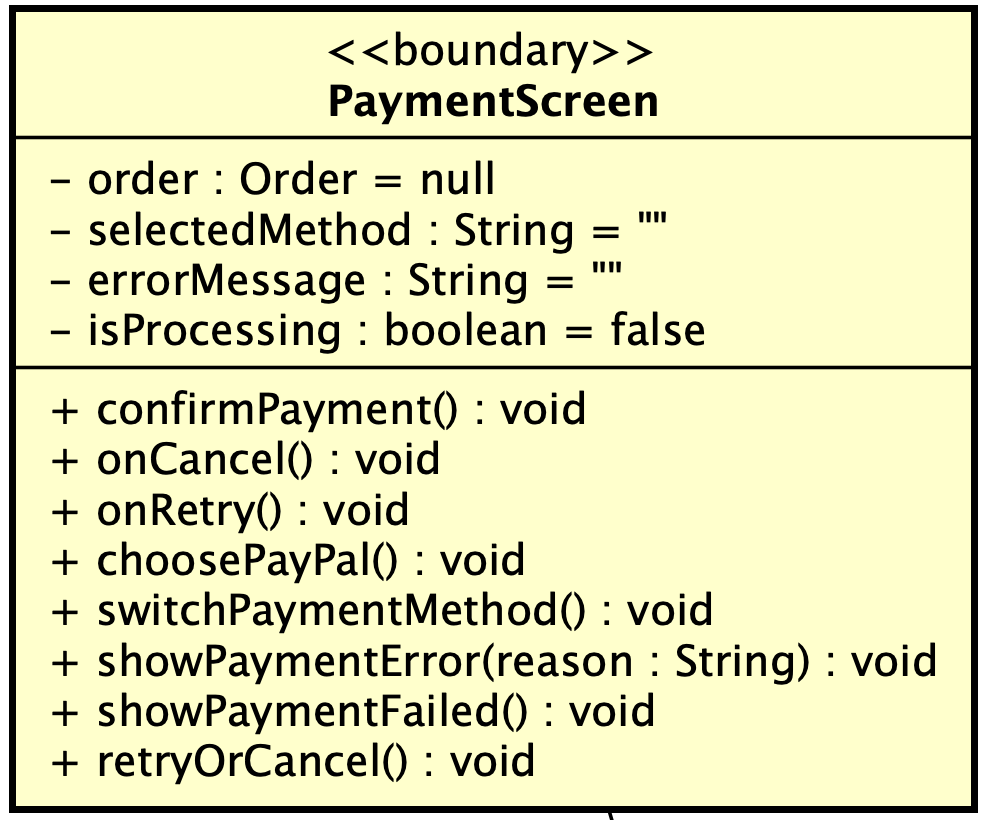 <<boundary>>
PaymentScreen
- order : Order = null
- selectedMethod : String = ""
- errorMessage : String = ""
- isProcessing : boolean = false
+ confirmPayment() : void
+ onCancel() : void
+ onRetry() : void
+ choosePayPal() : void
+ switchPaymentMethod() : void
+ showPaymentError(reason : String) : void
+ showPaymentFailed() : void
+ retryOrCancel() : void